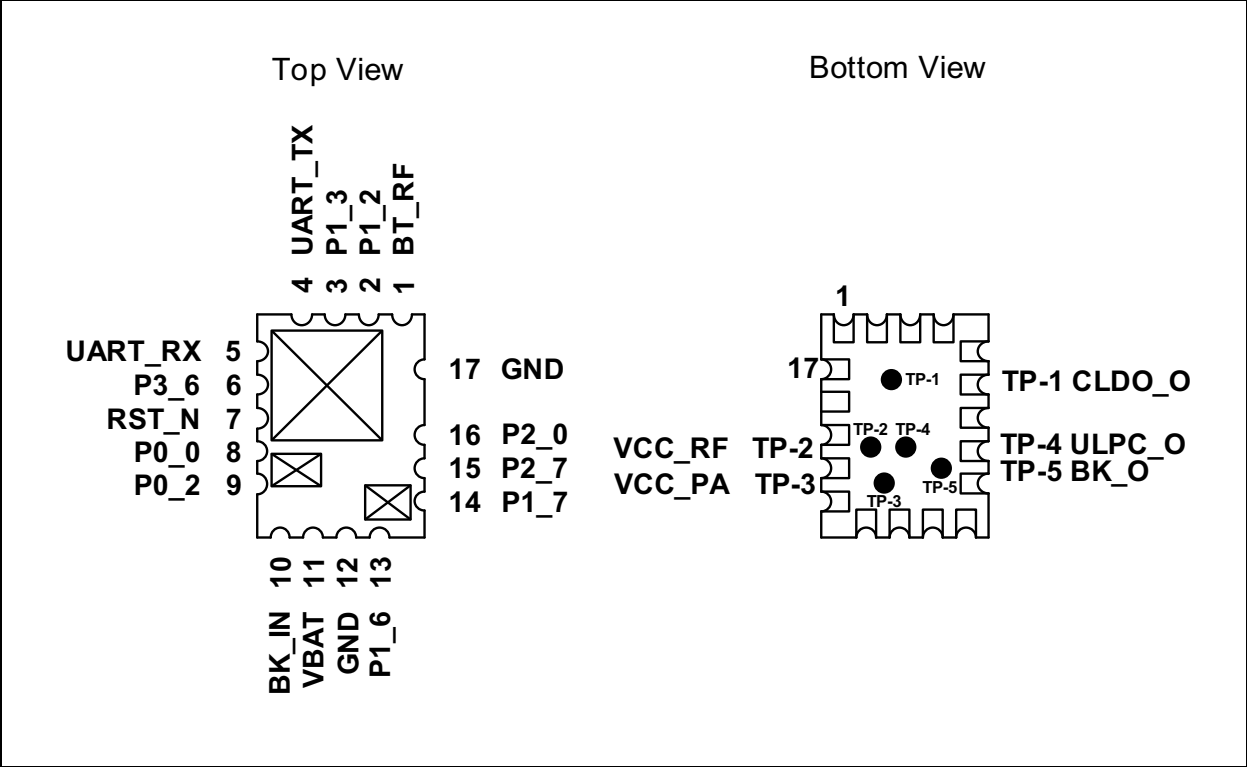 Top View
Bottom View
4 UART_TX
3 P1_3
2 P1_2
1 BT_RF
UART_RX 5
P3_6 6
RST_N 7
P0_0 8
P0_2 9
17 GND
16 P2_0
15 P2_7
14 P1_7
10 BK_IN
11 VBAT
12 GND
13 P1_6
1
17
TP-1
TP-1 CLDO_O
TP-2 TP-4
VCC_RF TP-2
TP-4 ULPC_O
VCC_PA TP-3
TP-5 BK_O
TP-3
TP-5